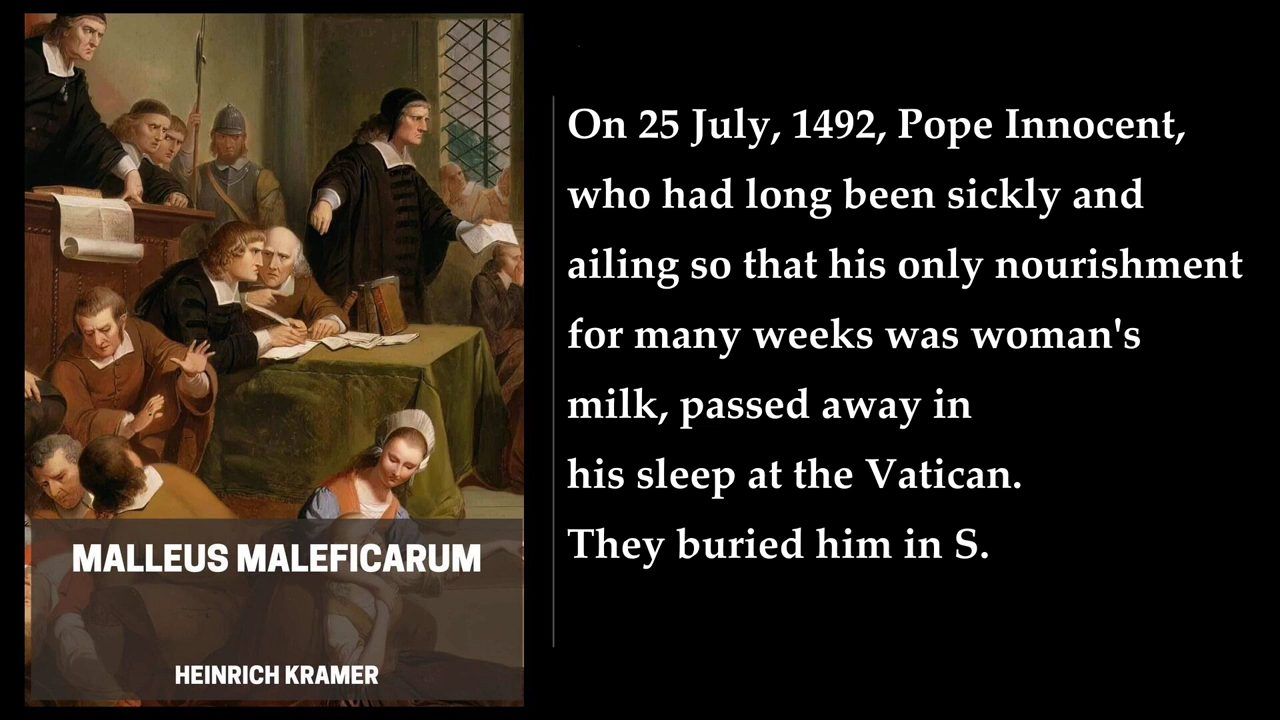 MALLEUS MALEFICARUM
HEINRICH KRAMER
On 25 July, 1492, Pope Innocent,
who had long been sickly and
ailing so that his only nourishment
for many weeks was woman's
milk, passed away in
his sleep at the Vatican.
They buried him in S.